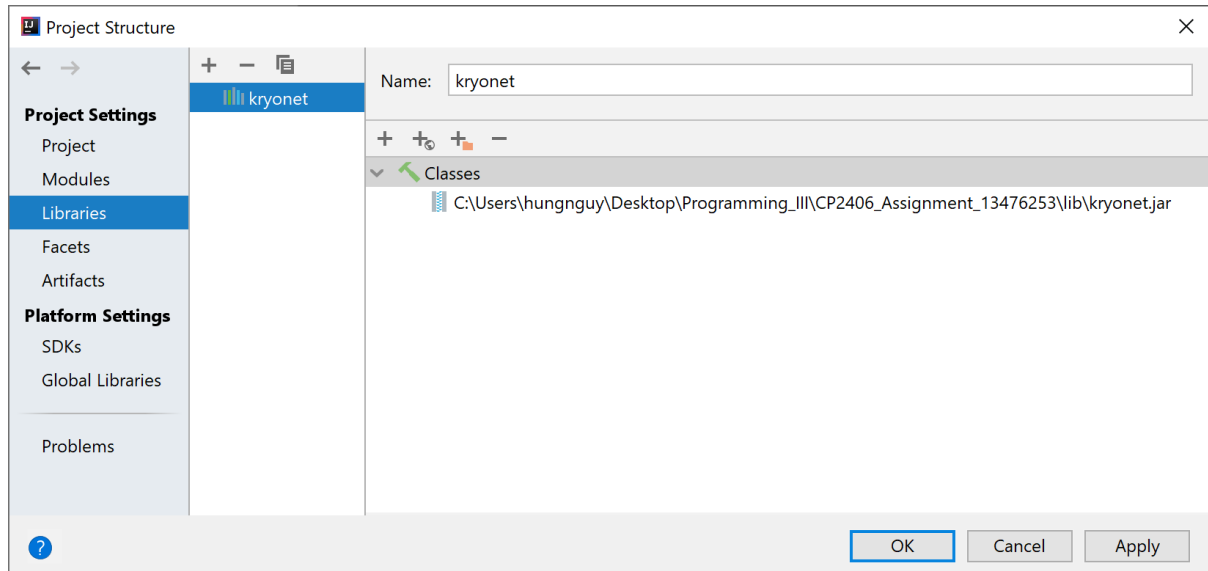 Project Structure
Project Settings
Project
Modules
Libraries
Facets
Artifacts
Platform Settings
SDKs
Global Libraries
Problems
kryonet
Name: kryonet
Classes
C:\Users\hungnguy\Desktop\Programming_III\CP2406_Assignment_13476253\lib\kryonet.jar
?
OK Cancel Apply